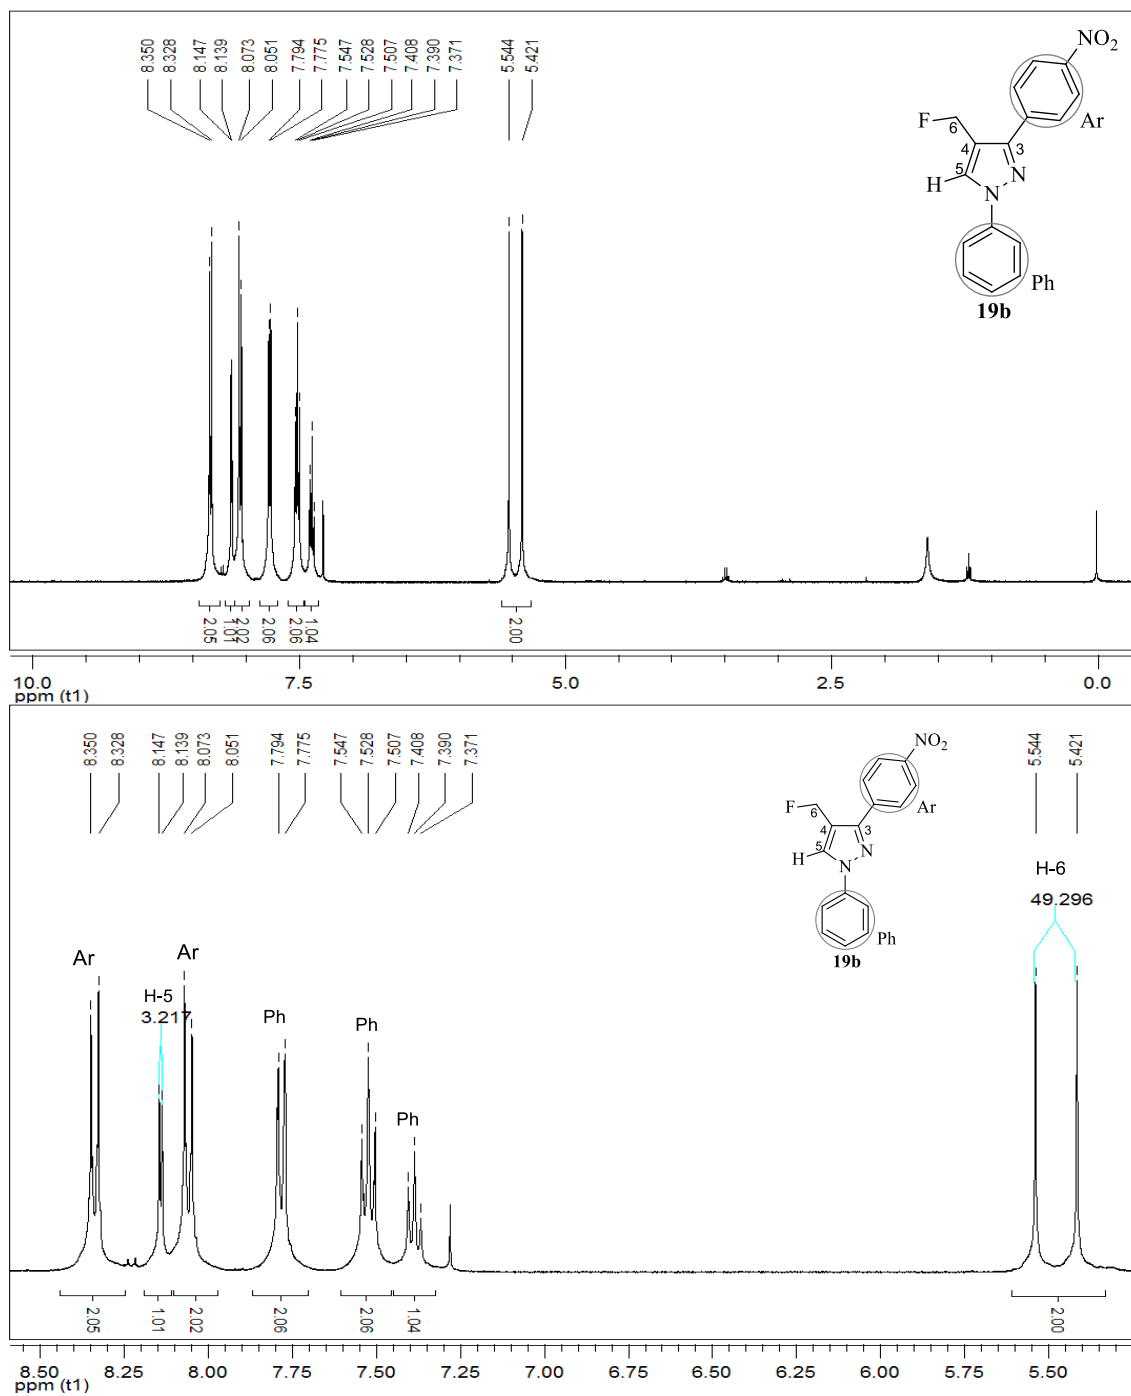 8.350
8.328
8.147
8.139
8.073
8.051
7.794
7.775
7.547
7.528
7.507
7.408
7.390
7.371
5.544
5.421
NO2
Ar
F
6
4
3
5
H
N
N
Ph
19b
2.05
1.01
2.02
2.06
2.06
1.04
2.00
10.0
7.5
5.0
2.5
0.0
ppm (t1)
8.350
8.328
8.147
8.139
8.073
8.051
7.794
7.775
7.547
7.528
7.507
7.408
7.390
7.371
5.544
5.421
NO2
Ar
F
6
4
3
5
H
N
N
Ph
19b
H-6
49.296
Ar
Ar
H-5
3.217
Ph
Ph
Ph
2.05
1.01
2.02
2.06
2.06
1.04
2.00
8.50
8.25
8.00
7.75
7.50
7.25
7.00
6.75
6.50
6.25
6.00
5.75
5.50
ppm (t1)